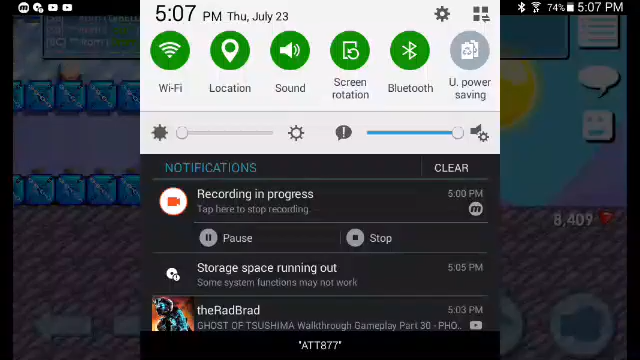 5:07 PM Thu, July 23
74% 5:07 PM
Wi-Fi
Location
Sound
Screen rotation
Bluetooth
U. power saving
NOTIFICATIONS
CLEAR
Recording in progress
5:00 PM
Tap here to stop recording.
Pause
Stop
Storage space running out
5:05 PM
Some system functions may not work
theRadBrad
5:03 PM
GHOST OF TSUSHIMA Walkthrough Gameplay Part 30 - PHO..
"ATT877"
8,409